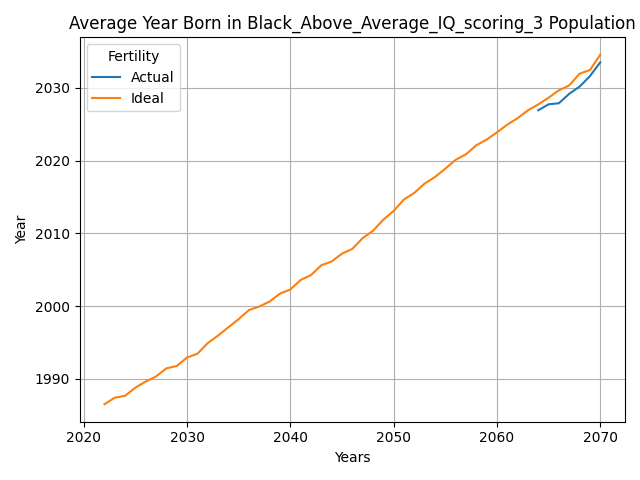 Average Year Born in Black_Above_Average_IQ_scoring_3 Population
Fertility
Actual
Ideal
Year
2030
2020
2010
2000
1990
2020 2030 2040 2050 2060 2070
Years